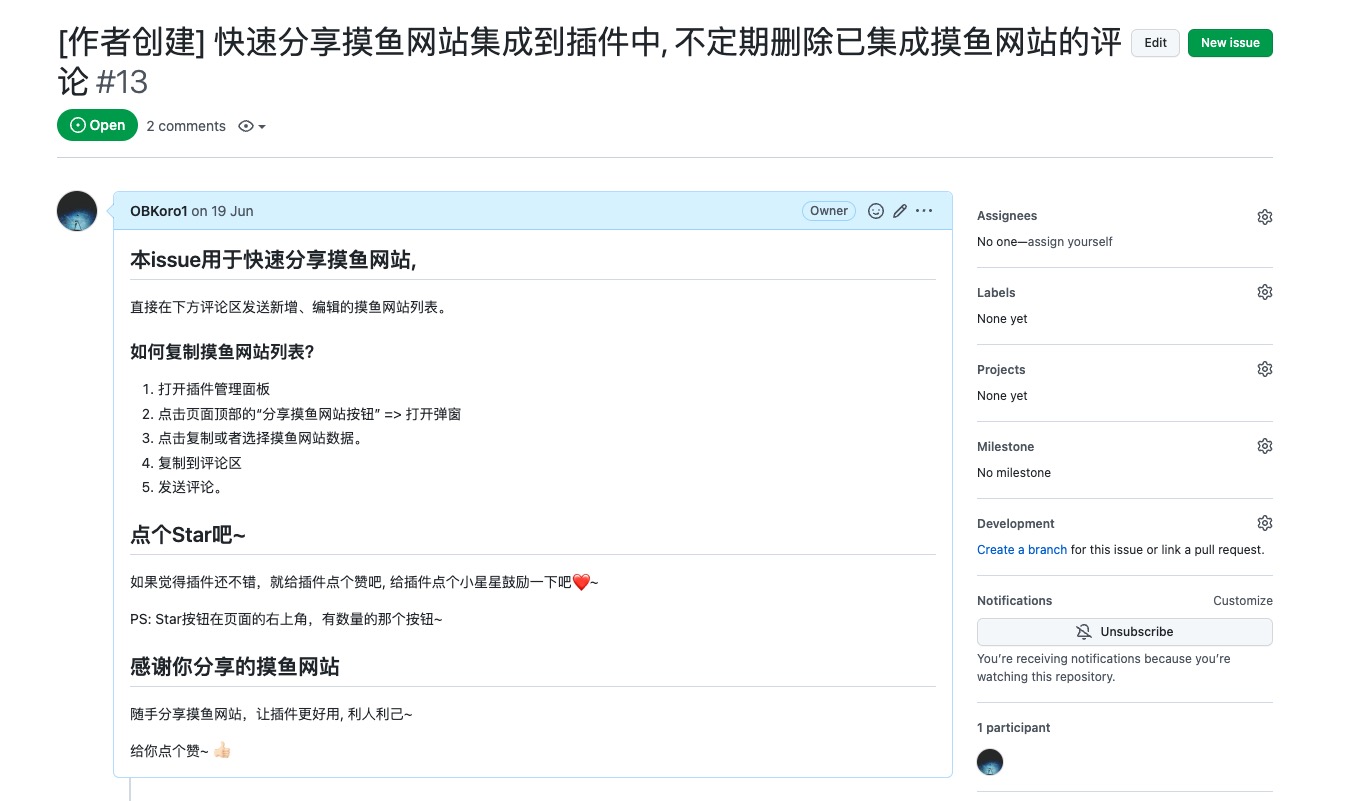 [作者创建] 快速分享摸鱼网站集成到插件中, 不定期删除已集成摸鱼网站的评
论 #13
Edit
New issue
Open
2 comments
OBKoro1 on 19 Jun
Owner
本issue用于快速分享摸鱼网站,
直接在下方评论区发送新增、编辑的摸鱼网站列表。
如何复制摸鱼网站列表?
1. 打开插件管理面板
2. 点击页面顶部的“分享摸鱼网站按钮” => 打开弹窗
3. 点击复制或者选择摸鱼网站数据。
4. 复制到评论区
5. 发送评论。
点个Star吧~
如果觉得插件还不错，就给插件点个赞吧, 给插件点个小星星鼓励一下吧❤️~
PS: Star按钮在页面的右上角，有数量的那个按钮~
感谢你分享的摸鱼网站
随手分享摸鱼网站，让插件更好用, 利人利己~
给你点个赞~ 👍🏻
Assignees
No one—assign yourself
Labels
None yet
Projects
None yet
Milestone
No milestone
Development
Create a branch for this issue or link a pull request.
Notifications
Customize
Unsubscribe
You’re receiving notifications because you’re
watching this repository.
1 participant